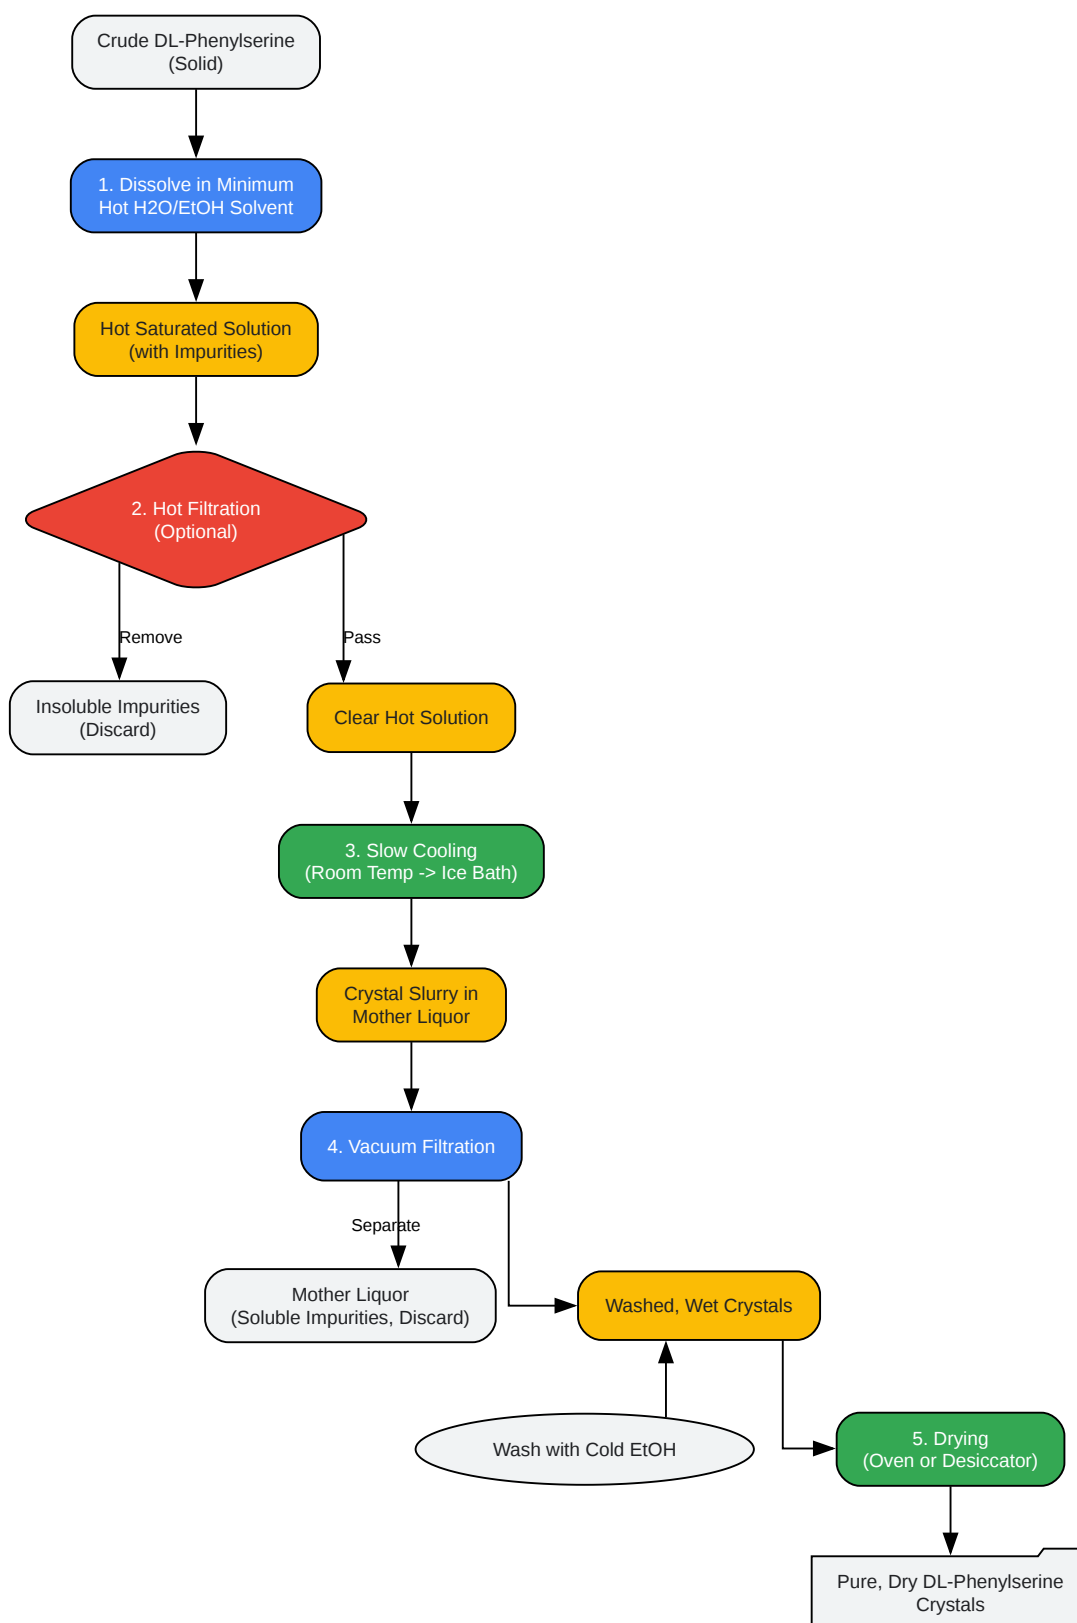 Crude DL-Phenylserine
(Solid)
1. Dissolve in Minimum
Hot H2O/EtOH Solvent
Hot Saturated Solution
(with Impurities)
2. Hot Filtration
(Optional)
Remove
Pass
Insoluble Impurities
(Discard)
Clear Hot Solution
3. Slow Cooling
(Room Temp -> Ice Bath)
Crystal Slurry in
Mother Liquor
4. Vacuum Filtration
Separate
Mother Liquor
(Soluble Impurities, Discard)
Washed, Wet Crystals
Wash with Cold EtOH
5. Drying
(Oven or Desiccator)
Pure, Dry DL-Phenylserine
Crystals